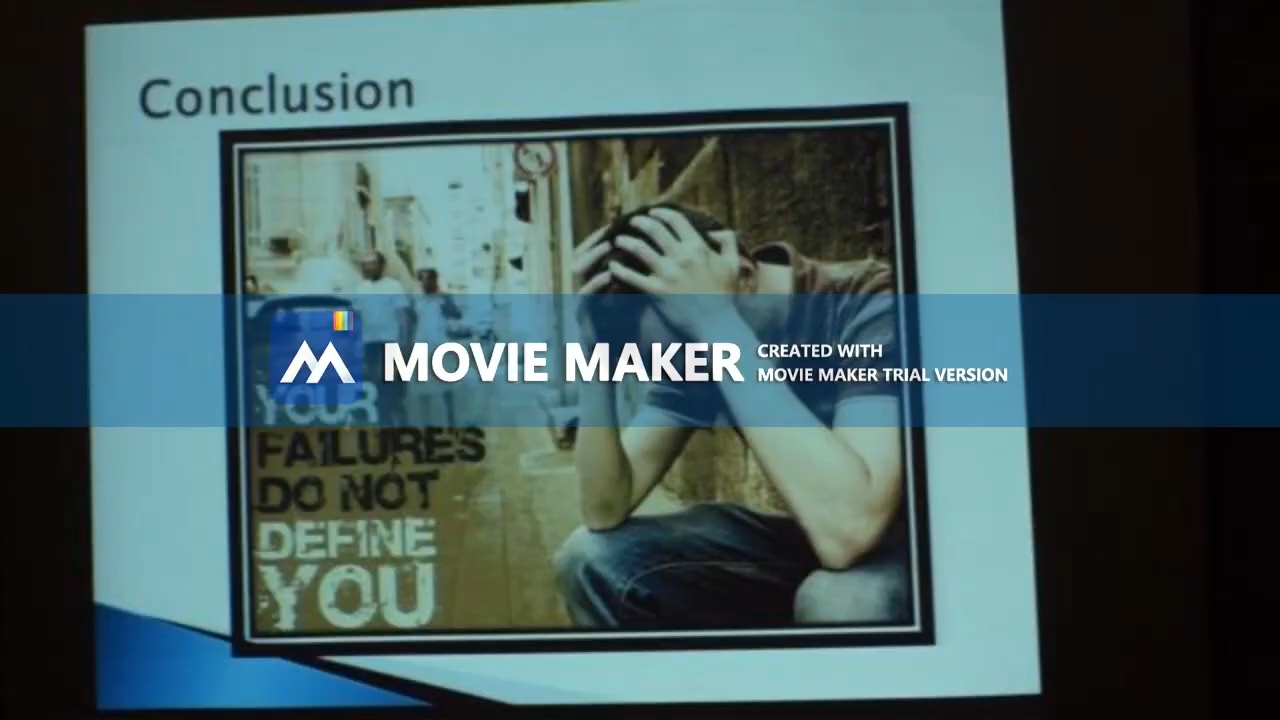 Conclusion
MOVIE MAKER
CREATED WITH
MOVIE MAKER TRIAL VERSION
YOUR
FAILURES
DO NOT
DEFINE
YOU